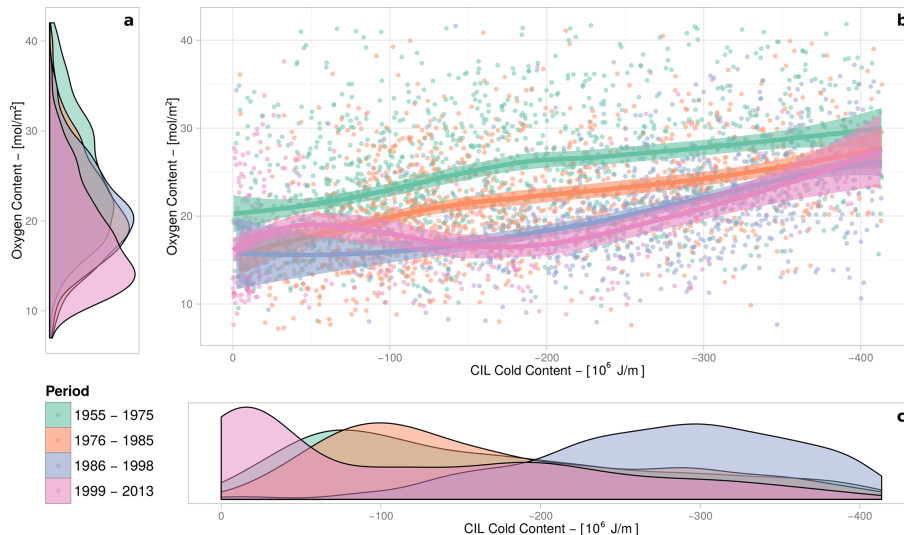 a
Oxygen Content − [mol/m²]
40
30
20
10
b
Oxygen Content − [mol/m²]
40
30
20
10
0
−100
−200
−300
−400
CIL Cold Content − [10⁶ J/m]
Period
1955 − 1975
1976 − 1985
1986 − 1998
1999 − 2013
c
0
−100
−200
−300
−400
CIL Cold Content − [10⁶ J/m]